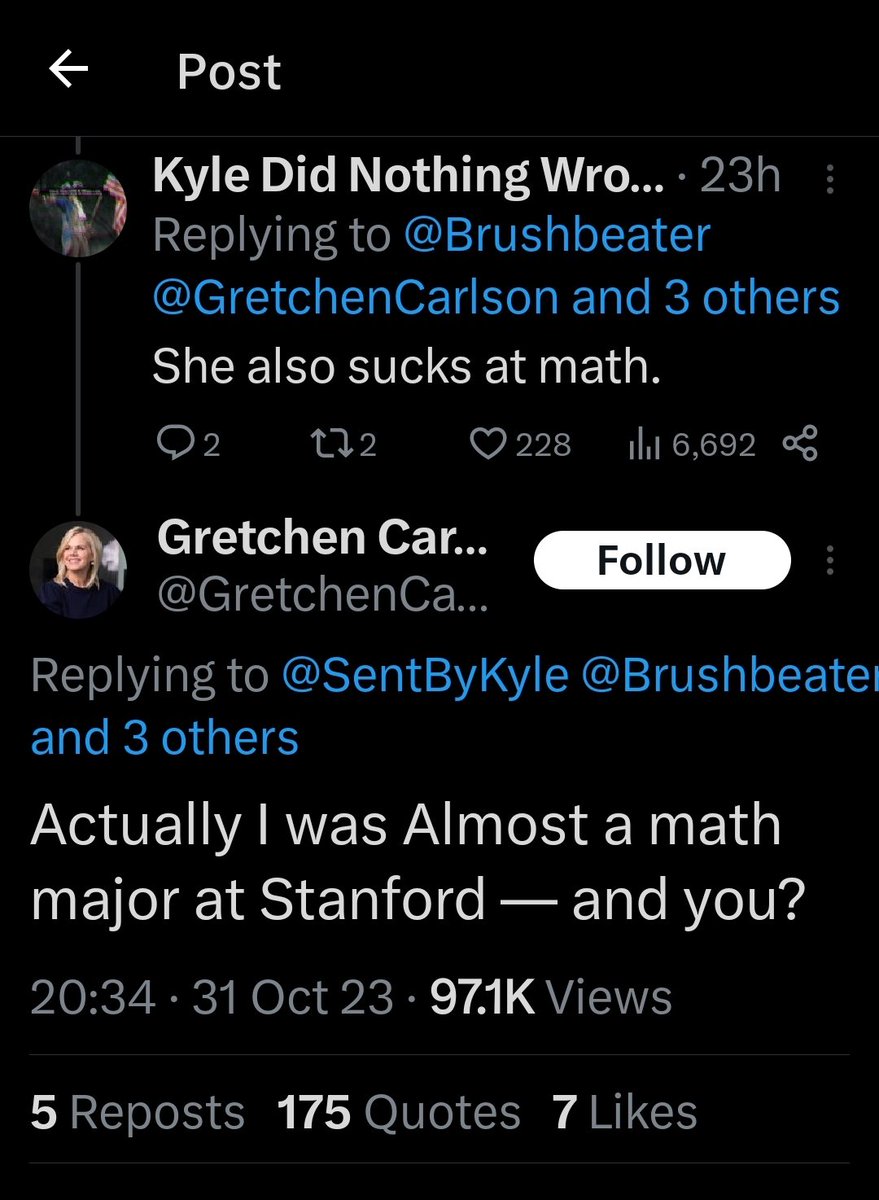 Post
Kyle Did Nothing Wro... · 23h
Replying to @Brushbeater
@GretchenCarlson and 3 others
She also sucks at math.
2 2 228 6,692
Gretchen Car...
Follow
@GretchenCa...
Replying to @SentByKyle @Brushbeater
and 3 others
Actually I was Almost a math
major at Stanford — and you?
20:34 · 31 Oct 23 · 97.1K Views
5 Reposts 175 Quotes 7 Likes